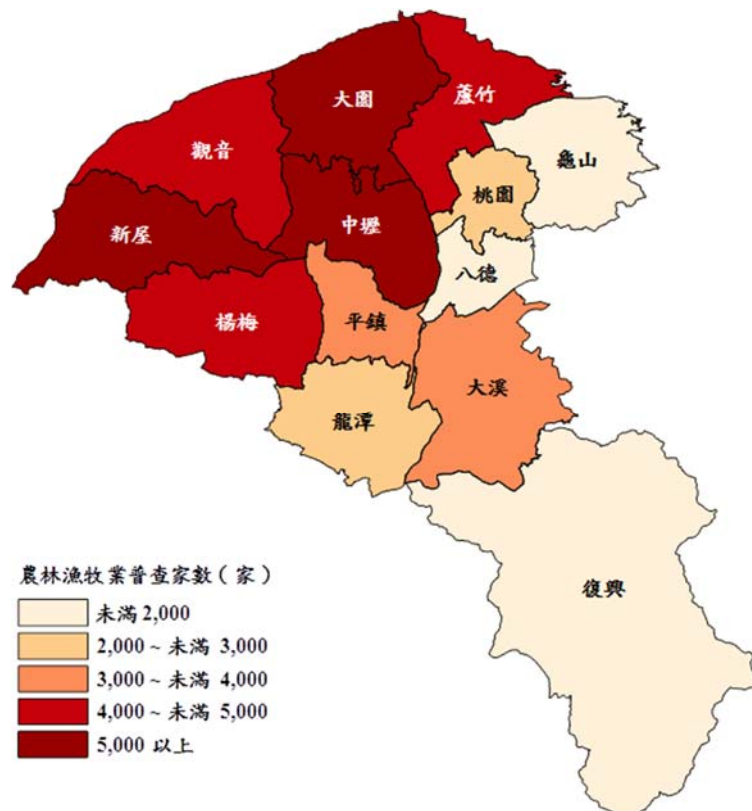 大園
蘆竹
觀音
龜山
桃園
新屋
中壢
八德
楊梅
平鎮
大溪
龍潭
復興
農林漁牧業普查家數（家）
未滿2,000
2,000 ~ 未滿 3,000
3,000 ~ 未滿 4,000
4,000 ~ 未滿 5,000
5,000 以上